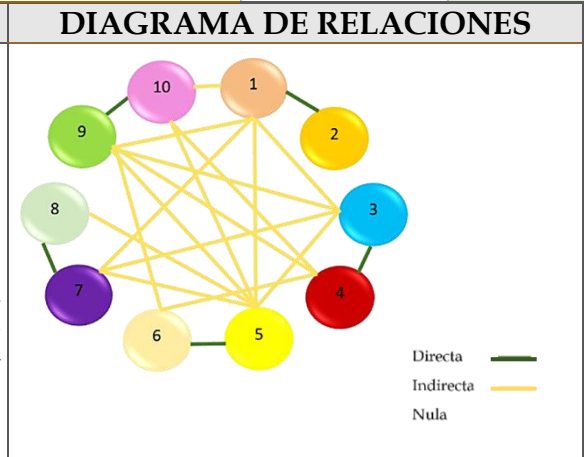 DIAGRAMA DE RELACIONES
10
1
9
2
8
3
7
4
6
5
Directa
Indirecta
Nula